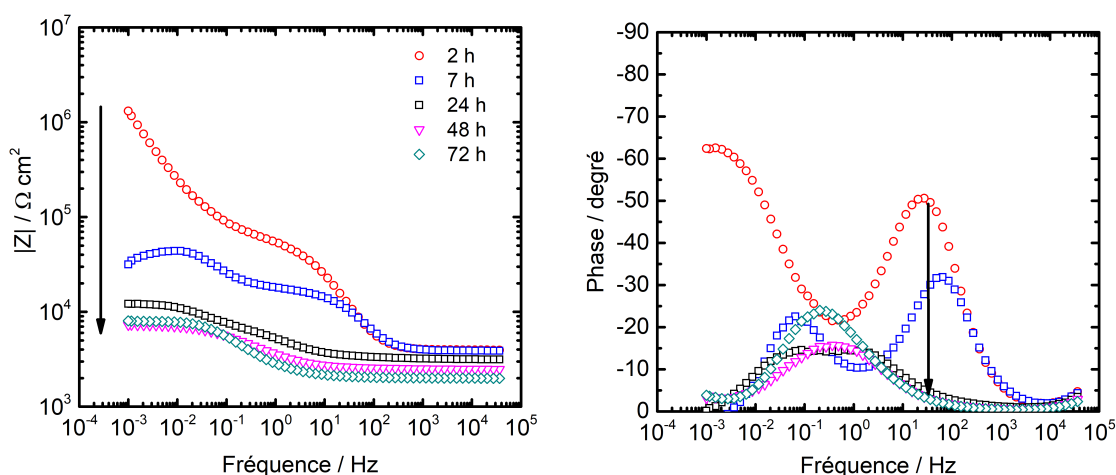 10^7
10^6
10^5
10^4
10^3
|Z| / Ω cm^2
2 h
7 h
24 h
48 h
72 h
10^-4 10^-3 10^-2 10^-1 10^0 10^1 10^2 10^3 10^4 10^5
Fréquence / Hz
-90
-80
-70
-60
-50
-40
-30
-20
-10
0
Phase / degré
10^-4 10^-3 10^-2 10^-1 10^0 10^1 10^2 10^3 10^4 10^5
Fréquence / Hz